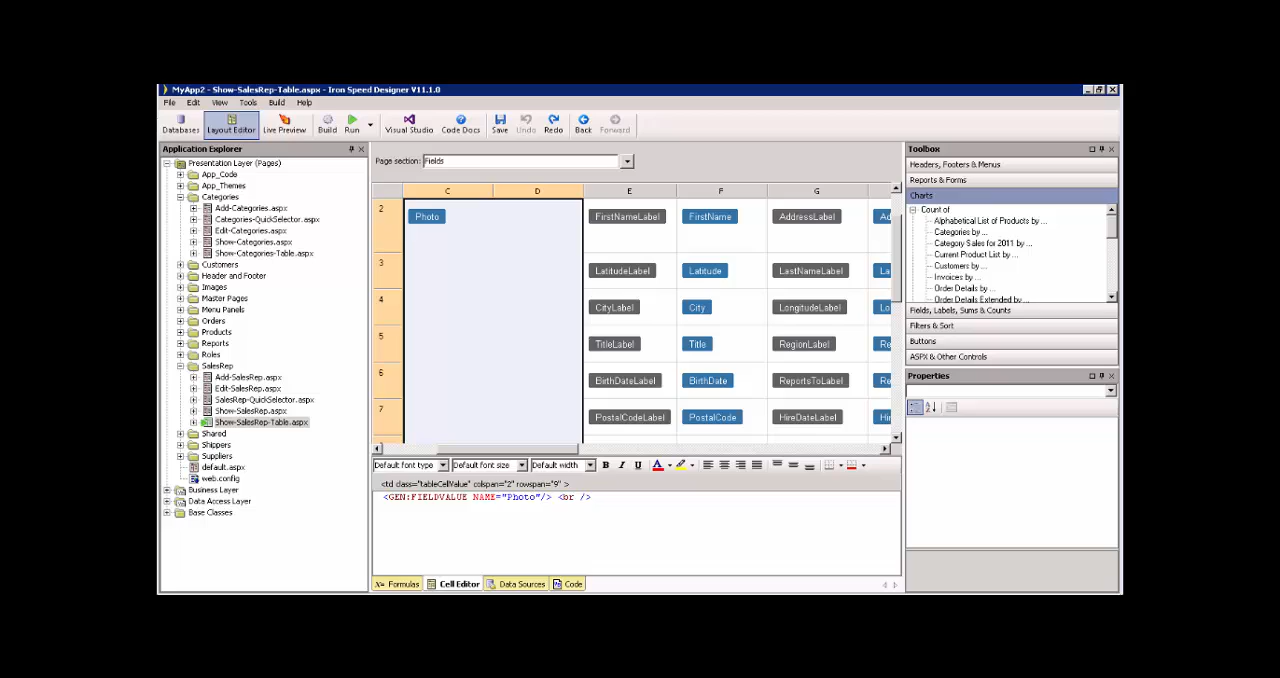 MyApp2 - Show-SalesRep-Table.aspx - Iron Speed Designer V11.1.0
File Edit View Tools Build Help
Databases Layout Editor Live Preview Build Run Visual Studio Code Docs Save Undo Redo Back Forward
Application Explorer
Presentation Layer (Pages)
App_Code
App_Themes
Categories
Add-Categories.aspx
Categories-QuickSelector.aspx
Edit-Categories.aspx
Show-Categories.aspx
Show-Categories-Table.aspx
Customers
Header and Footer
Images
Master Pages
Menu Panels
Orders
Products
Reports
Roles
SalesRep
Add-SalesRep.aspx
Edit-SalesRep.aspx
SalesRep-QuickSelector.aspx
Show-SalesRep.aspx
Show-SalesRep-Table.aspx
Shared
Shippers
Suppliers
default.aspx
web.config
Business Layer
Data Access Layer
Base Classes
Page section: Fields
C D E F G
2 Photo FirstNameLabel FirstName AddressLabel Ad
3 LatitudeLabel Latitude LastNameLabel La
4 CityLabel City LongitudeLabel Lo
5 TitleLabel Title RegionLabel Re
6 BirthDateLabel BirthDate ReportsToLabel Re
7 PostalCodeLabel PostalCode HireDateLabel Hir
Default font type Default font size Default width B I U A
<td class="tableCellValue" colspan="2" rowspan="9" >
<GEN:FIELDVALUE NAME="Photo"/> <br />
X= Formulas Cell Editor Data Sources Code
Toolbox
Headers, Footers & Menus
Reports & Forms
Charts
Count of
Alphabetical List of Products by ...
Categories by ...
Category Sales for 2011 by ...
Current Product List by ...
Customers by ...
Invoices by ...
Order Details by ...
Order Details Extended by ...
Fields, Labels, Sums & Counts
Filters & Sort
Buttons
ASPX & Other Controls
Properties